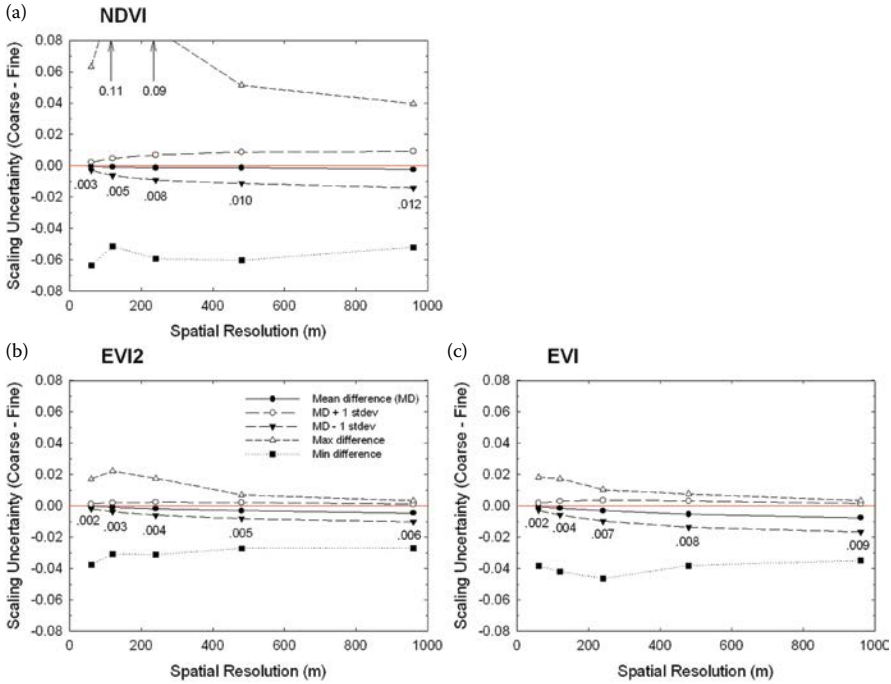 (a)
NDVI
Scaling Uncertainty (Coarse - Fine)
0.08
0.06
0.04
0.02
0.00
-0.02
-0.04
-0.06
-0.08
0.11
0.09
.003
.005
.008
.010
.012
0 200 400 600 800 1000
Spatial Resolution (m)
(b)
EVI2
Scaling Uncertainty (Coarse - Fine)
0.08
0.06
0.04
0.02
0.00
-0.02
-0.04
-0.06
-0.08
Mean difference (MD)
MD + 1 stdev
MD - 1 stdev
Max difference
Min difference
.002
.003
.004
.005
.006
0 200 400 600 800 1000
Spatial Resolution (m)
(c)
EVI
Scaling Uncertainty (Coarse - Fine)
0.08
0.06
0.04
0.02
0.00
-0.02
-0.04
-0.06
-0.08
.002
.004
.007
.008
.009
0 200 400 600 800 1000
Spatial Resolution (m)